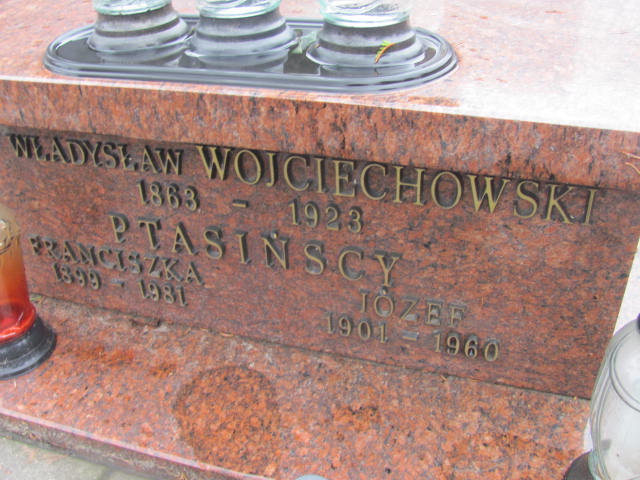 WŁADYSŁAW WOJCIECHOWSKI
1863 - 1923
PTASIŃSCY
FRANCISZKA JÓZEF
1899 - 1981 1901 - 1960